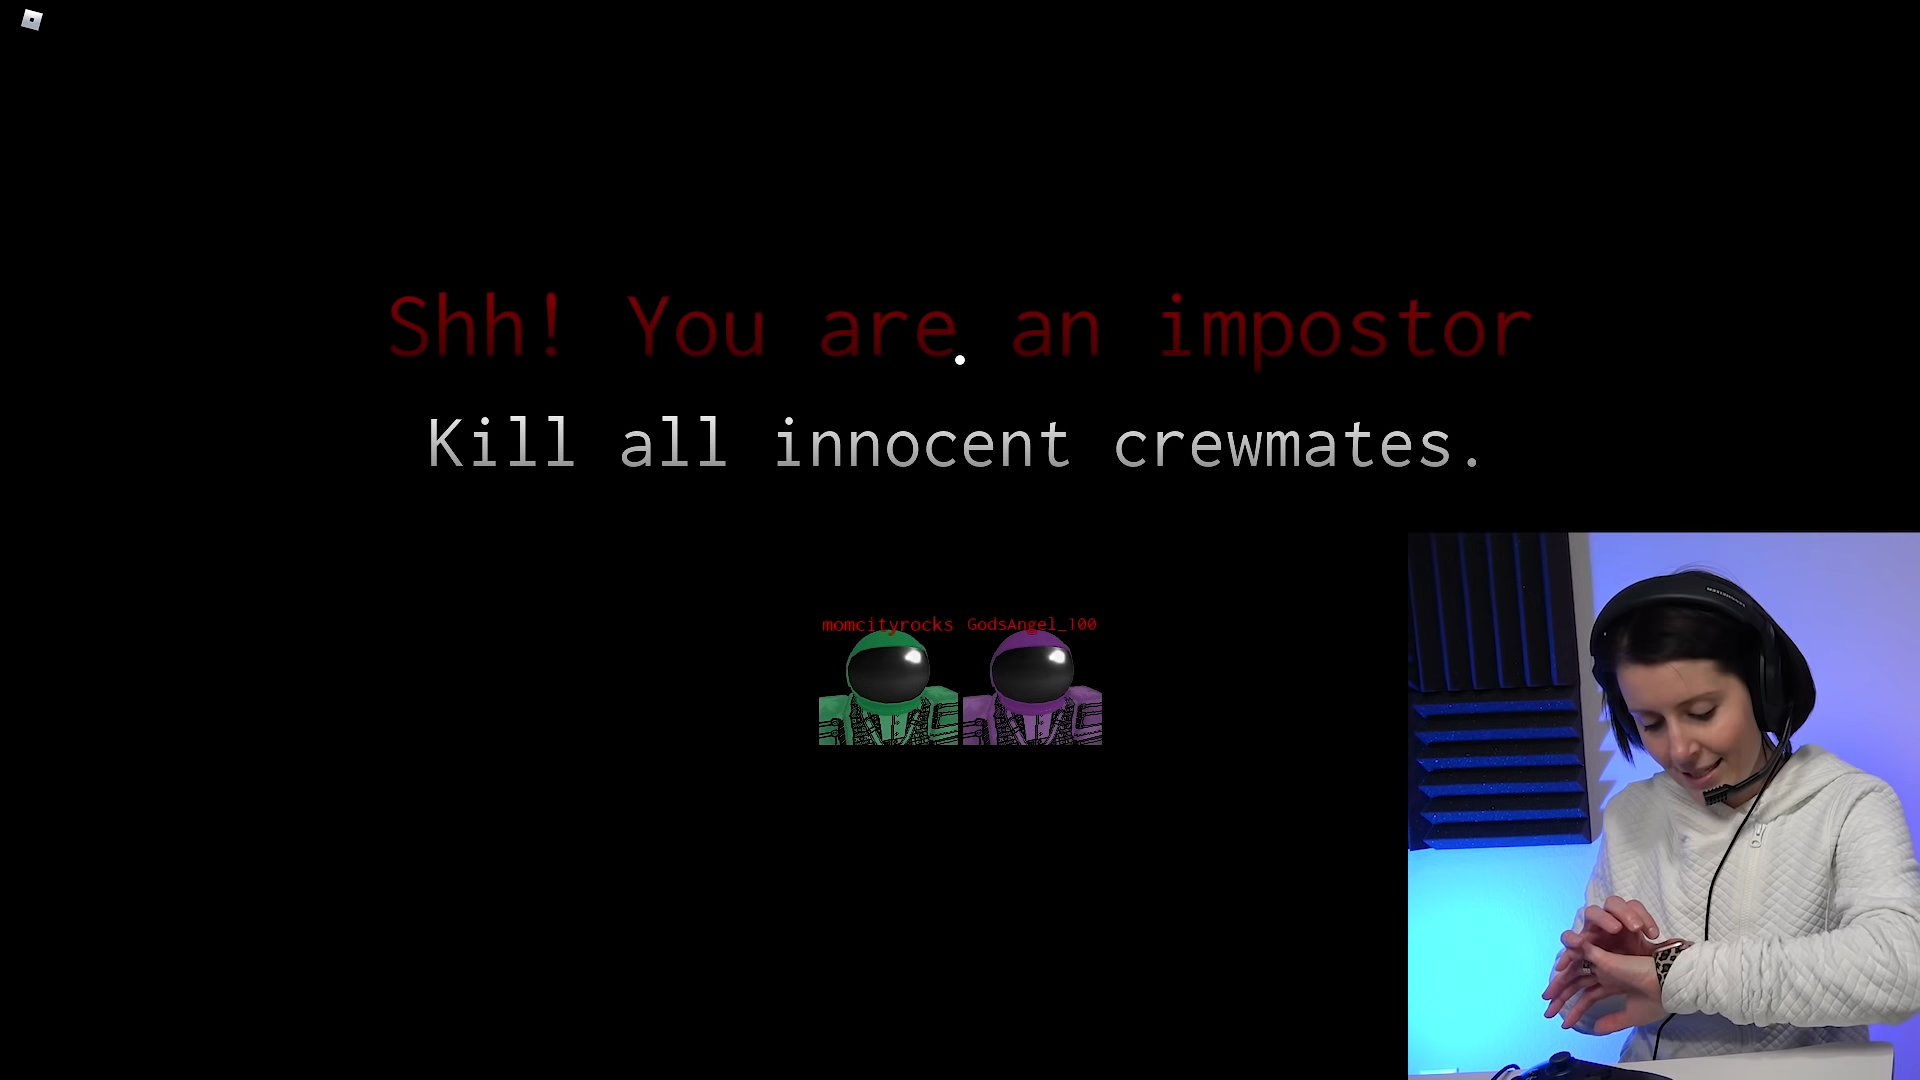 Shh! You are an impostor
Kill all innocent crewmates.
momcityrocks GodsAngel_100